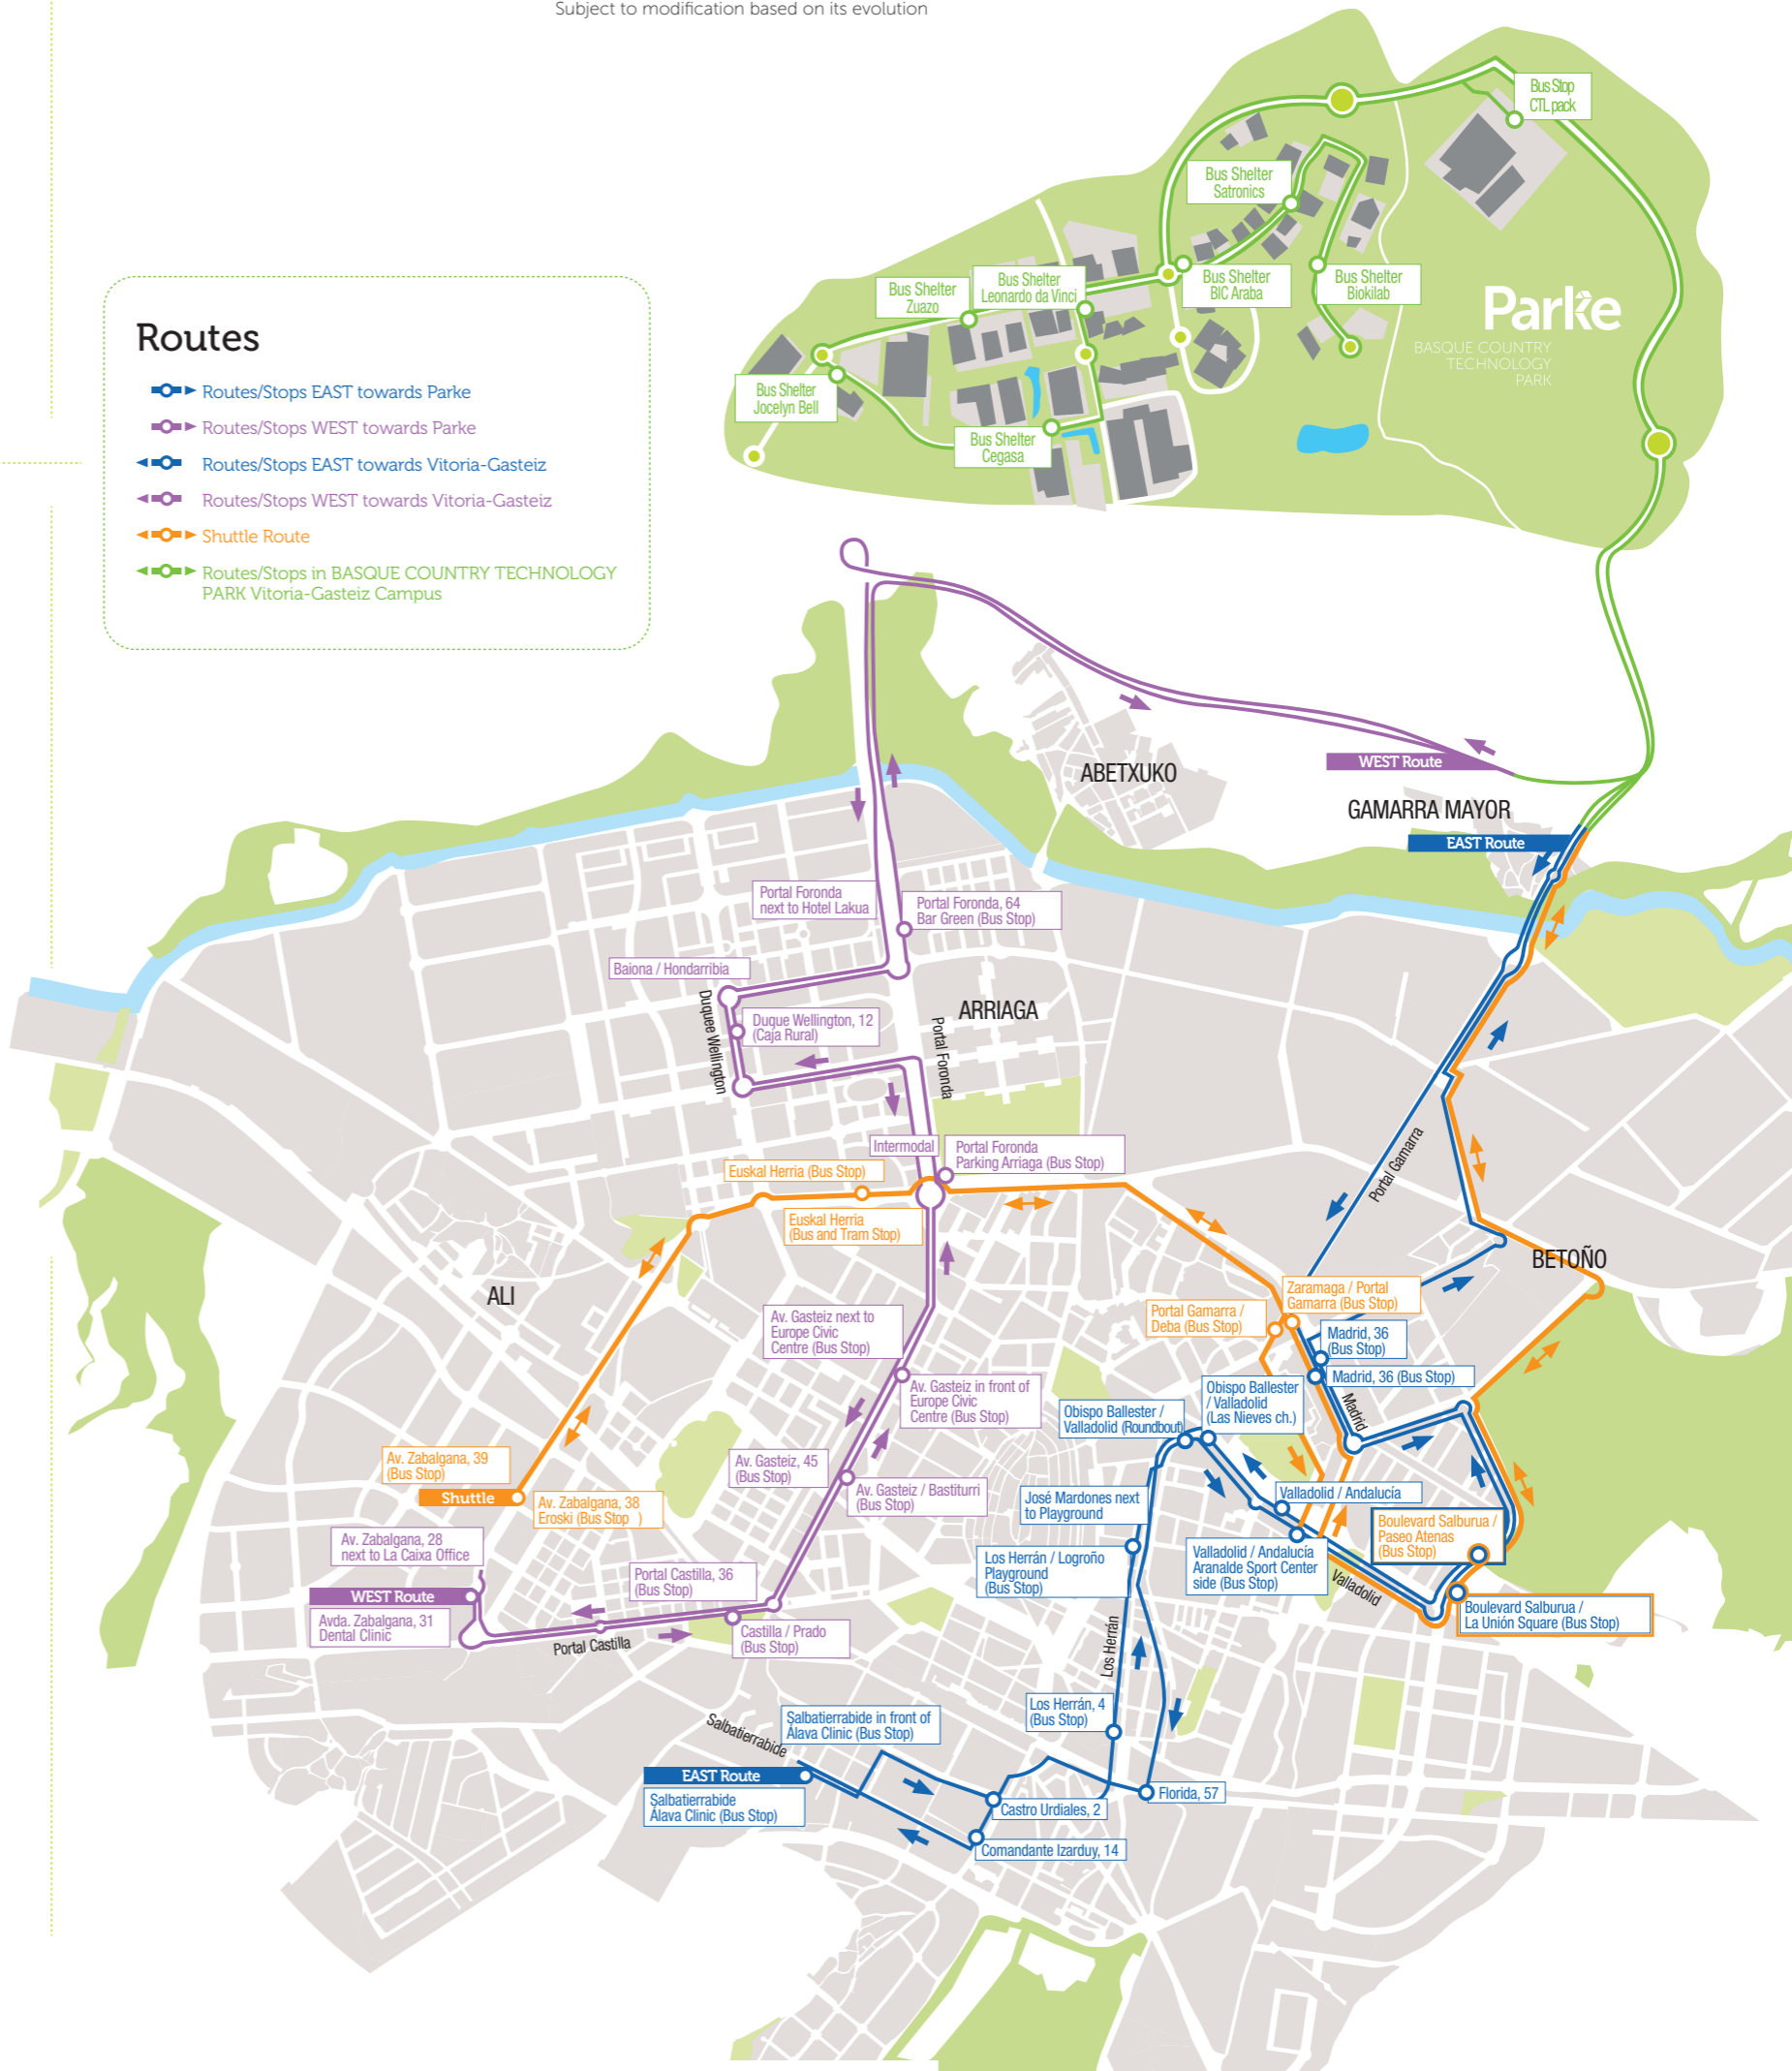 Subject to modification based on its evolution
Bus Stop
CTL pack
Bus Shelter
Satronics
Bus Shelter
Zuazo
Bus Shelter
Leonardo da Vinci
Bus Shelter
BIC Araba
Bus Shelter
Biokilab
Parke
BASQUE COUNTRY
TECHNOLOGY
PARK
Bus Shelter
Jocelyn Bell
Bus Shelter
Cegasa
Routes
Routes/Stops EAST towards Parke
Routes/Stops WEST towards Parke
Routes/Stops EAST towards Vitoria-Gasteiz
Routes/Stops WEST towards Vitoria-Gasteiz
Shuttle Route
Routes/Stops in BASQUE COUNTRY TECHNOLOGY
PARK Vitoria-Gasteiz Campus
WEST Route
ABETXUKO
GAMARRA MAYOR
EAST Route
Portal Foronda
next to Hotel Lakua
Portal Foronda, 64
Bar Green (Bus Stop)
Baiona / Hondarribia
Duquee Wellington
Duque Wellington, 12
(Caja Rural)
ARRIAGA
Portal Foronda
Intermodal
Portal Foronda
Parking Arriaga (Bus Stop)
Euskal Herria (Bus Stop)
Euskal Herria
(Bus and Tram Stop)
Portal Gamarra
BETOÑO
ALI
Zaramaga / Portal
Gamarra (Bus Stop)
Portal Gamarra /
Deba (Bus Stop)
Av. Gasteiz next to
Europe Civic
Centre (Bus Stop)
Madrid, 36
(Bus Stop)
Madrid, 36 (Bus Stop)
Madrid
Av. Gasteiz in front of
Europe Civic
Centre (Bus Stop)
Obispo Ballester
/ Valladolid
(Las Nieves ch.)
Obispo Ballester /
Valladolid (Roundbout)
Av. Zabalgana, 39
(Bus Stop)
Shuttle
Av. Zabalgana, 38
Eroski (Bus Stop )
Av. Gasteiz, 45
(Bus Stop)
Av. Gasteiz / Bastiturri
(Bus Stop)
José Mardones next
to Playground
Valladolid / Andalucía
Boulevard Salburua /
Paseo Atenas
(Bus Stop)
Av. Zabalgana, 28
next to La Caixa Office
WEST Route
Avda. Zabalgana, 31
Dental Clinic
Portal Castilla, 36
(Bus Stop)
Los Herrán / Logroño
Playground
(Bus Stop)
Valladolid / Andalucía
Aranalde Sport Center
side (Bus Stop)
Valladolid
Boulevard Salburua /
La Unión Square (Bus Stop)
Castilla / Prado
(Bus Stop)
Portal Castilla
Los Herrán
Los Herrán, 4
(Bus Stop)
Salbatierrabide
Salbatierrabide in front of
Álava Clinic (Bus Stop)
EAST Route
Salbatierrabide
Álava Clinic (Bus Stop)
Florida, 57
Castro Urdiales, 2
Comandante Izarduy, 14